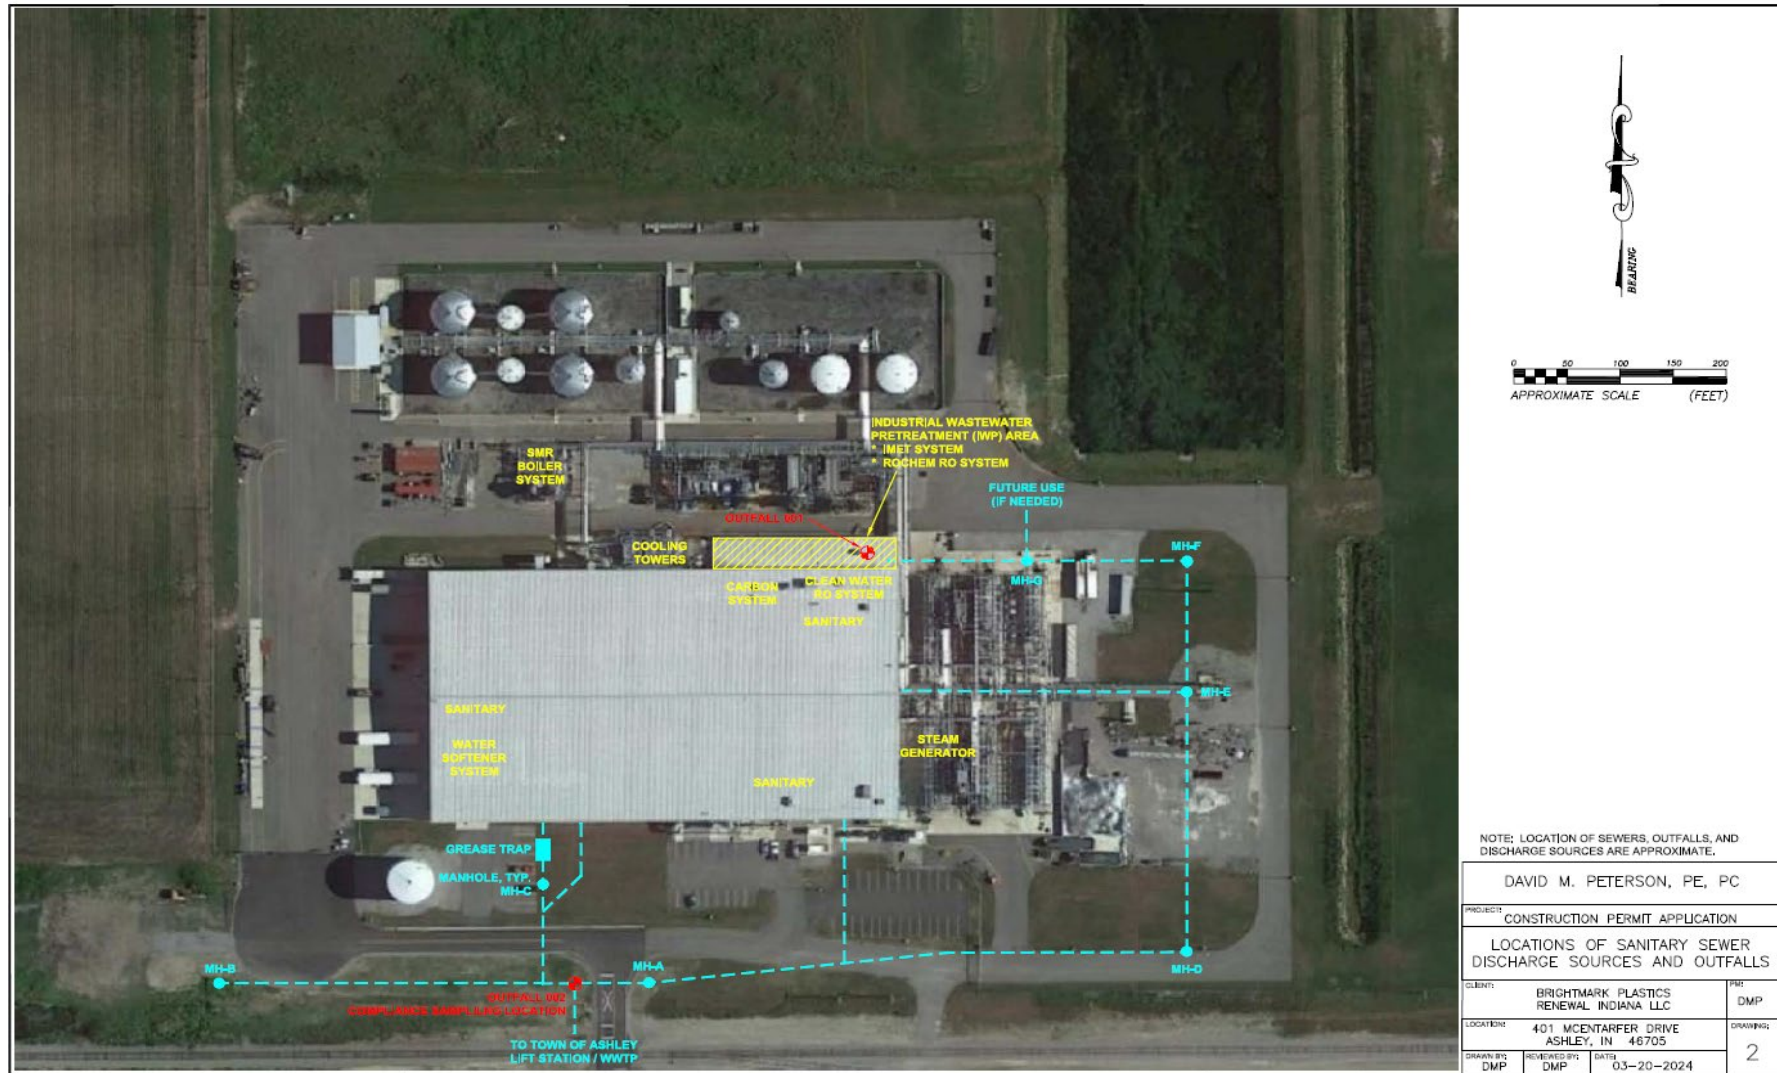 INDUSTRIAL WASTEWATER
PRETREATMENT (IWP) AREA
* IMET SYSTEM
* ROCHEM RO SYSTEM
SMR
BOILER
SYSTEM
FUTURE USE
(IF NEEDED)
OUTFALL 001
COOLING
TOWERS
MH-F
MH-G
CARBON
SYSTEM
CLEAN WATER
RO SYSTEM
SANITARY
MH-E
SANITARY
WATER
SOFTENER
SYSTEM
STEAM
GENERATOR
SANITARY
GREASE TRAP
MANHOLE, TYP.
MH-C
MH-B
MH-A
MH-D
OUTFALL 002
COMPLIANCE SAMPLING LOCATION
TO TOWN OF ASHLEY
LIFT STATION / WWTP
BEARING
0 50 100 150 200
APPROXIMATE SCALE (FEET)
NOTE: LOCATION OF SEWERS, OUTFALLS, AND
DISCHARGE SOURCES ARE APPROXIMATE.
DAVID M. PETERSON, PE, PC
PROJECT:
CONSTRUCTION PERMIT APPLICATION
LOCATIONS OF SANITARY SEWER
DISCHARGE SOURCES AND OUTFALLS
CLIENT:
BRIGHTMARK PLASTICS
RENEWAL INDIANA LLC
PM:
DMP
LOCATION:
401 MCENTARFER DRIVE
ASHLEY, IN 46705
DRAWING:
2
DRAWN BY:
DMP
REVIEWED BY:
DMP
DATE:
03-20-2024